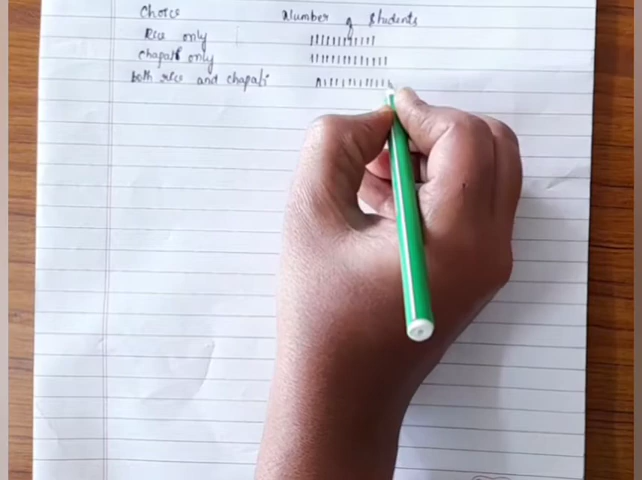 Choice Number of Students
Rice only
Chapati only
both rice and chapati